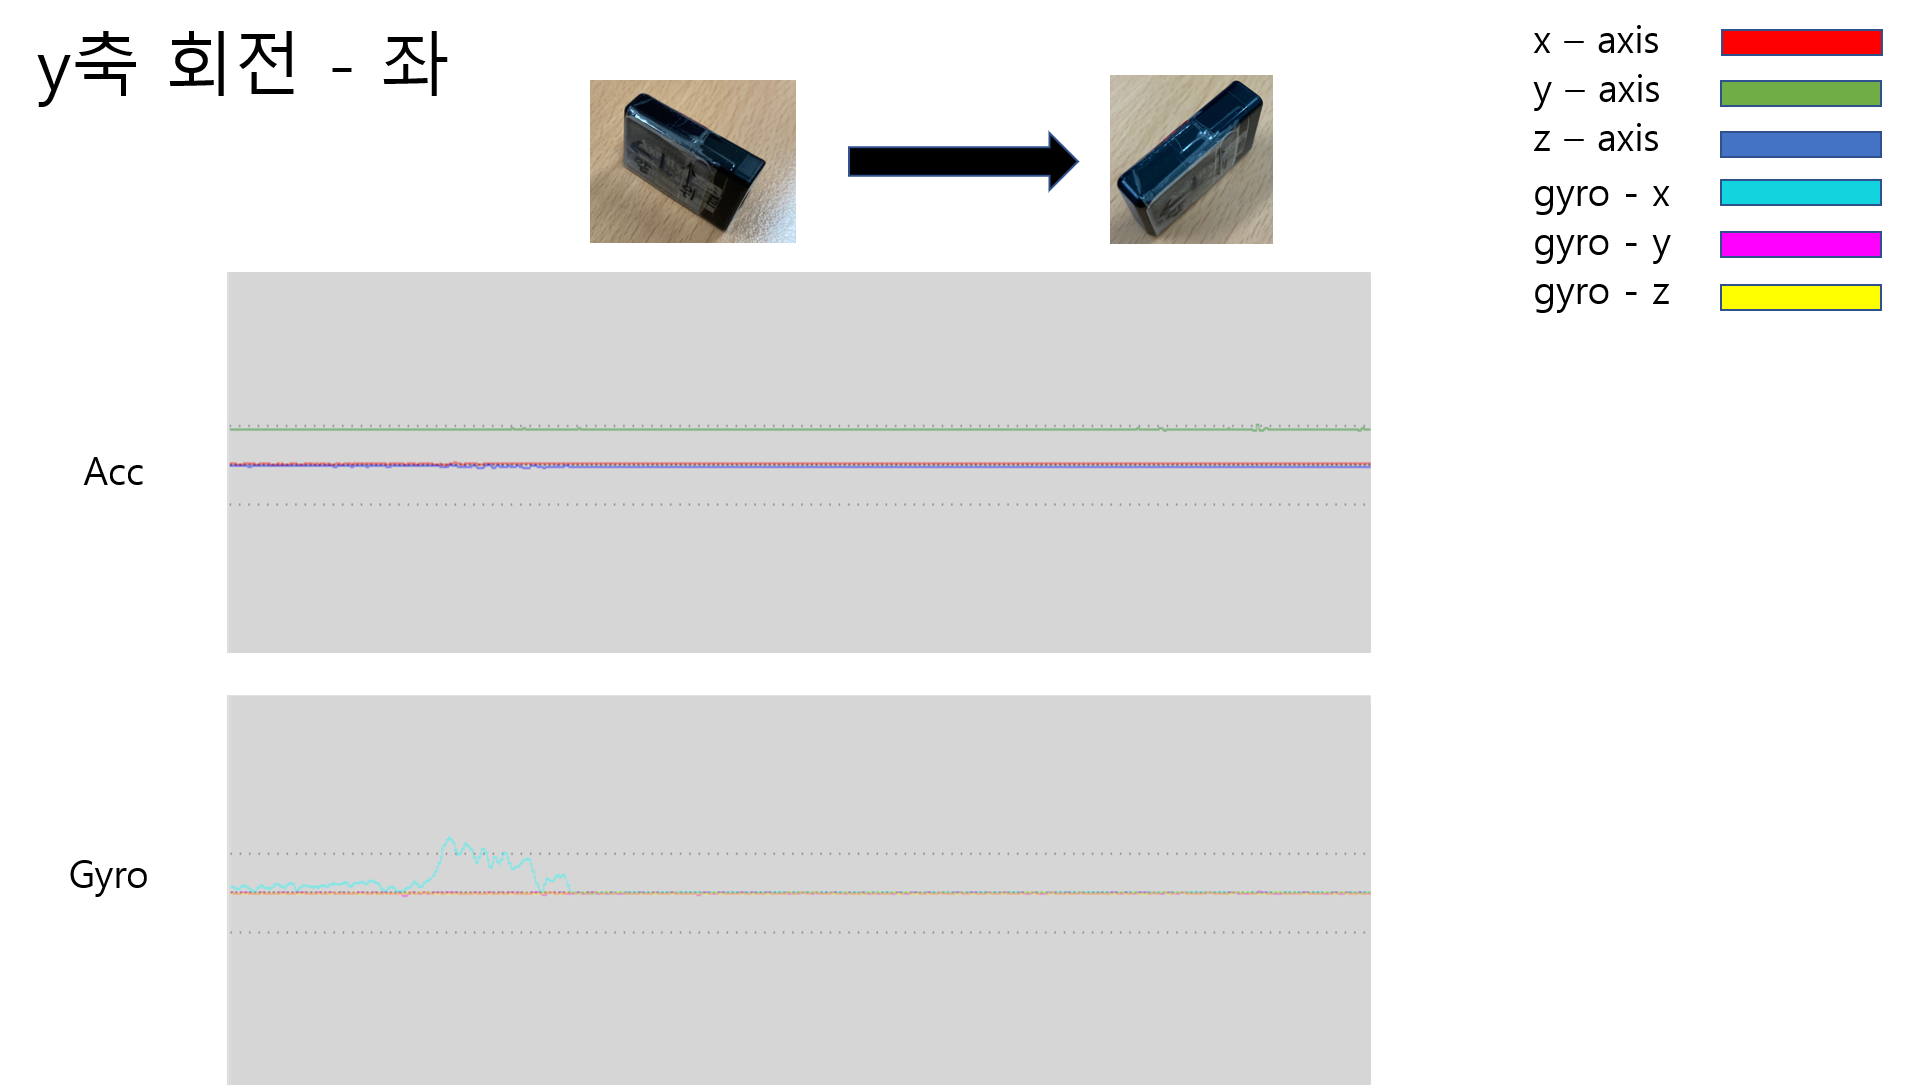 y축 회전 - 좌
x – axis
y – axis
z – axis
gyro - x
gyro - y
gyro - z
Acc
Gyro